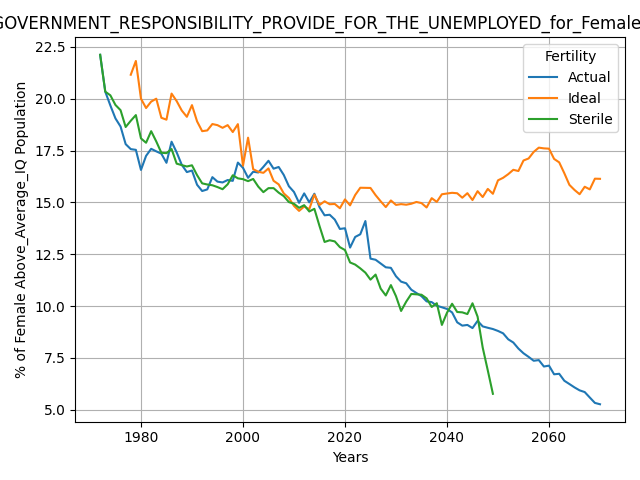 GOVERNMENT_RESPONSIBILITY_PROVIDE_FOR_THE_UNEMPLOYED_for_Female
Fertility
Actual
Ideal
Sterile
% of Female Above_Average_IQ Population
22.5
20.0
17.5
15.0
12.5
10.0
7.5
5.0
1980 2000 2020 2040 2060
Years